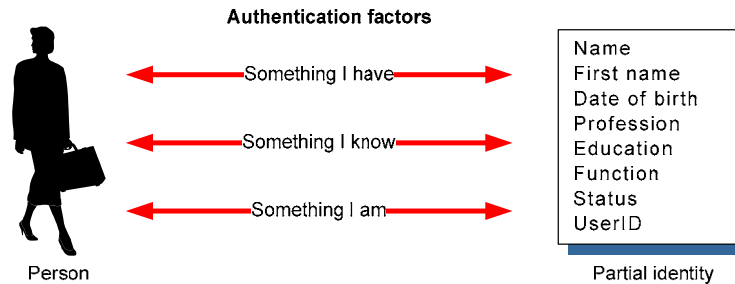 Authentication factors
Something I have
Something I know
Something I am
Person
Name
First name
Date of birth
Profession
Education
Function
Status
UserID
Partial identity